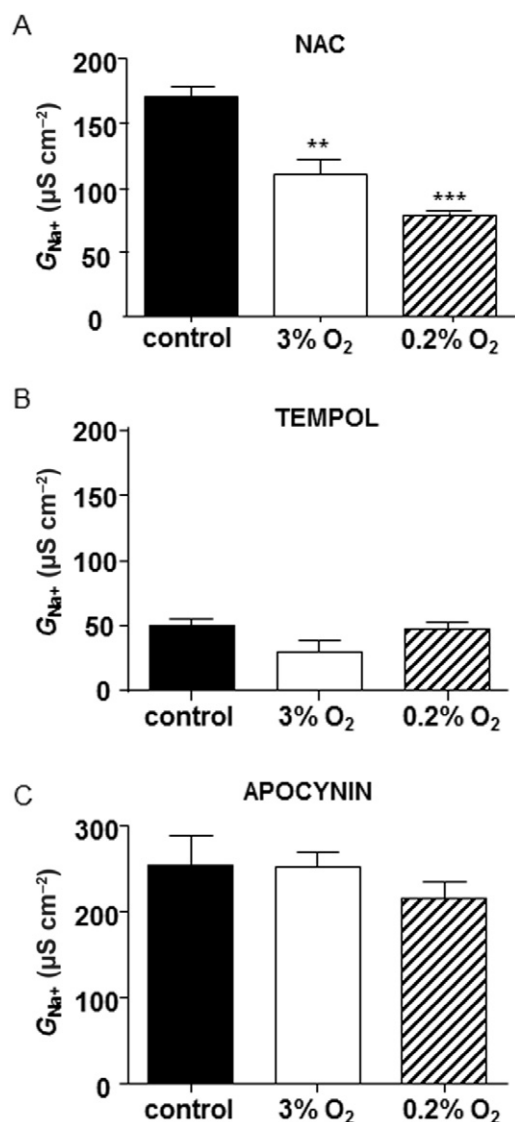 A
NAC
G_Na+ (µS cm⁻²)
200
150
100
50
0
**
***
control
3% O₂
0.2% O₂
B
TEMPOL
G_Na+ (µS cm⁻²)
200
150
100
50
0
control
3% O₂
0.2% O₂
C
APOCYNIN
G_Na+ (µS cm⁻²)
300
200
100
0
control
3% O₂
0.2% O₂